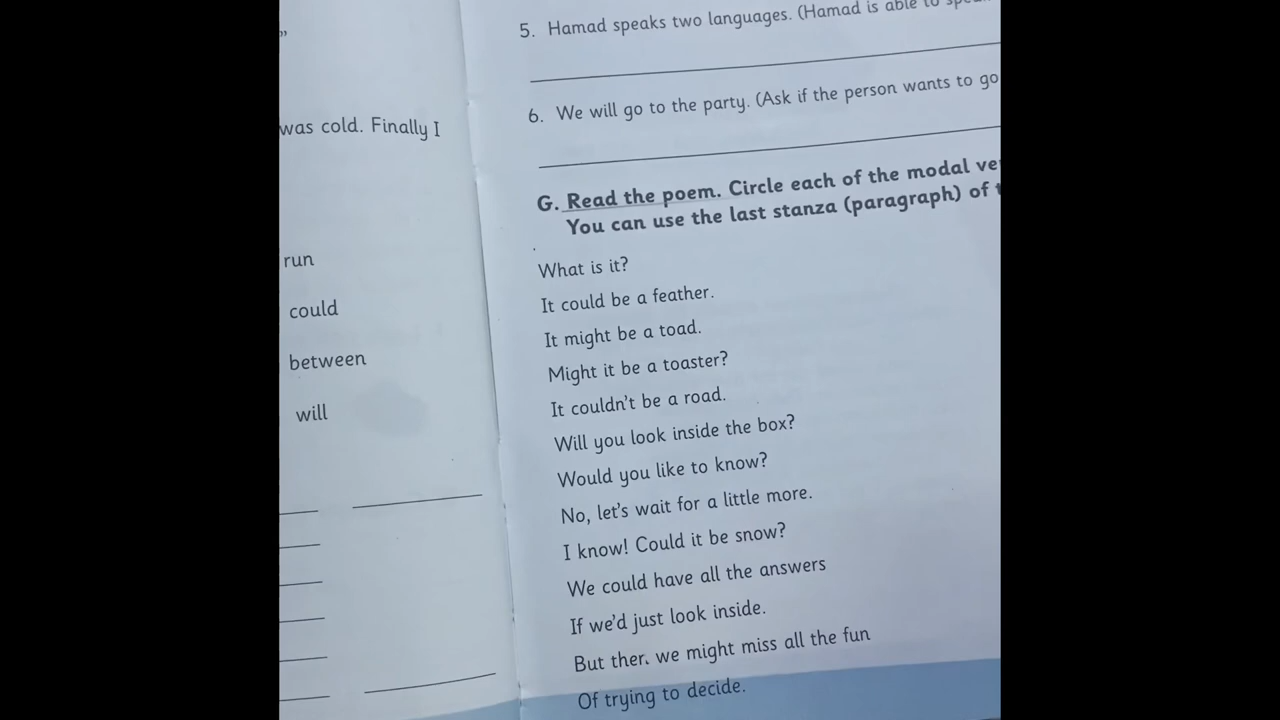 ”
was cold. Finally I
run
could
between
will
5. Hamad speaks two languages. (Hamad is able to
6. We will go to the party. (Ask if the person wants to go
G. Read the poem. Circle each of the modal
You can use the last stanza (paragraph) of
What is it?
It could be a feather.
It might be a toad.
Might it be a toaster?
It couldn't be a road.
Will you look inside the box?
Would you like to know?
No, let's wait for a little more.
I know! Could it be snow?
We could have all the answers
If we'd just look inside.
But then we might miss all the fun
Of trying to decide.